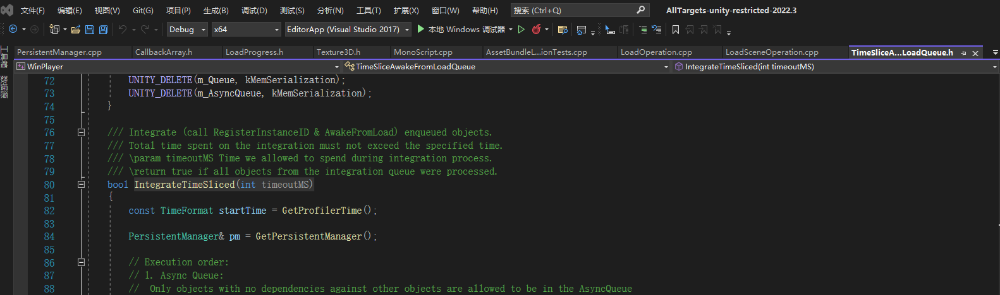 文件(F) 编辑(E) 视图(V) Git(G) 项目(P) 生成(B) 调试(D) 测试(S) 分析(N) 工具(T) 扩展(X) 窗口(W) 帮助(H) 搜索 (Ctrl+Q) AllTargets-unity-restricted-2022.3
Debug x64 EditorApp (Visual Studio 2017) 本地 Windows 调试器
工具箱
数据源
PersistentManager.cpp CallbackArray.h LoadProgress.h Texture3D.h MonoScript.cpp AssetBundleL...ionTests.cpp LoadOperation.cpp LoadSceneOperation.cpp TimeSliceA...LoadQueue.h
WinPlayer TimeSliceAwakeFromLoadQueue IntegrateTimeSliced(int timeoutMS)
72 UNITY_DELETE(m_Queue, kMemSerialization);
73 UNITY_DELETE(m_AsyncQueue, kMemSerialization);
74 }
75
76 /// Integrate (call RegisterInstanceID & AwakeFromLoad) enqueued objects.
77 /// Total time spent on the integration must not exceed the specified time.
78 /// \param timeoutMS Time we allowed to spend during integration process.
79 /// \return true if all objects from the integration queue were processed.
80 bool IntegrateTimeSliced(int timeoutMS)
81 {
82 const TimeFormat startTime = GetProfilerTime();
83
84 PersistentManager& pm = GetPersistentManager();
85
86 // Execution order:
87 // 1. Async Queue:
88 // Only objects with no dependencies against other objects are allowed to be in the AsyncQueue